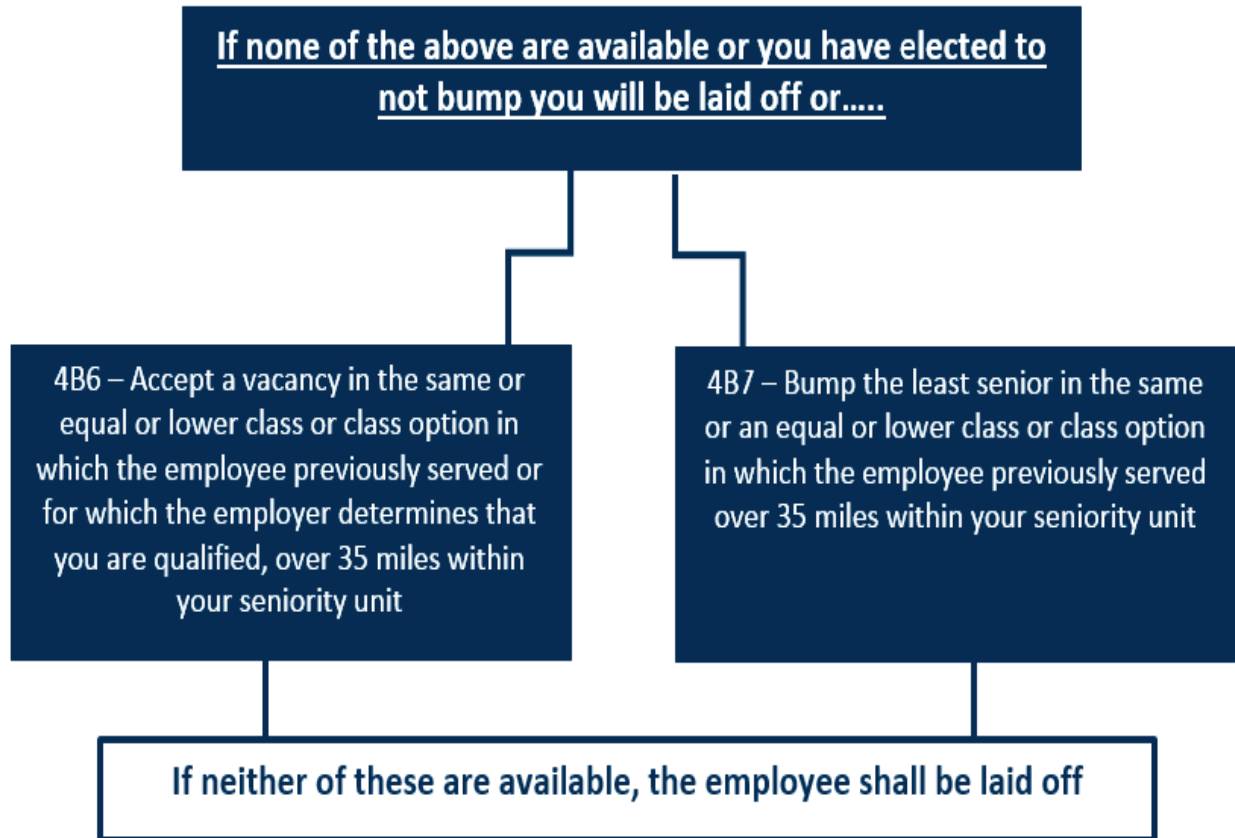 If none of the above are available or you have elected to
not bump you will be laid off or.....
4B6 – Accept a vacancy in the same or
equal or lower class or class option in
which the employee previously served or
for which the employer determines that
you are qualified, over 35 miles within
your seniority unit
4B7 – Bump the least senior in the same
or an equal or lower class or class option
in which the employee previously served
over 35 miles within your seniority unit
If neither of these are available, the employee shall be laid off